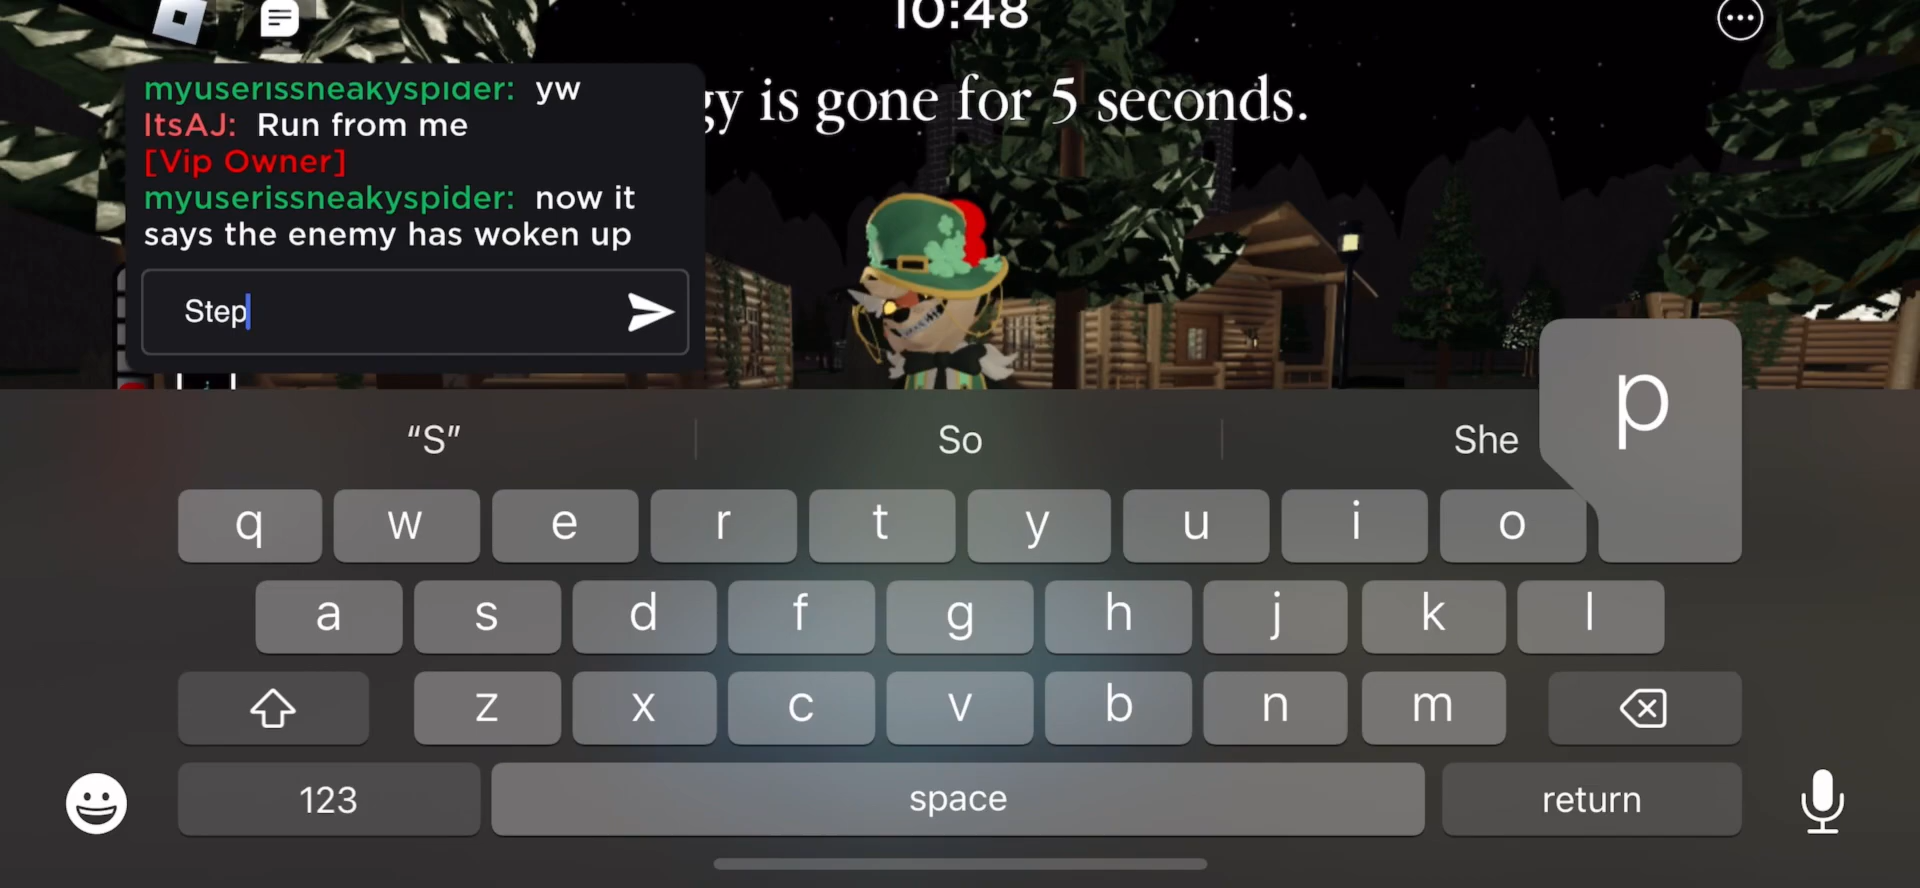 10:48
gy is gone for 5 seconds.
myuserissneakyspider: yw
ItsAJ: Run from me
[Vip Owner]
myuserissneakyspider: now it
says the enemy has woken up
Step
“S” So She
p
q w e r t y u i o
a s d f g h j k l
z x c v b n m
123 space return